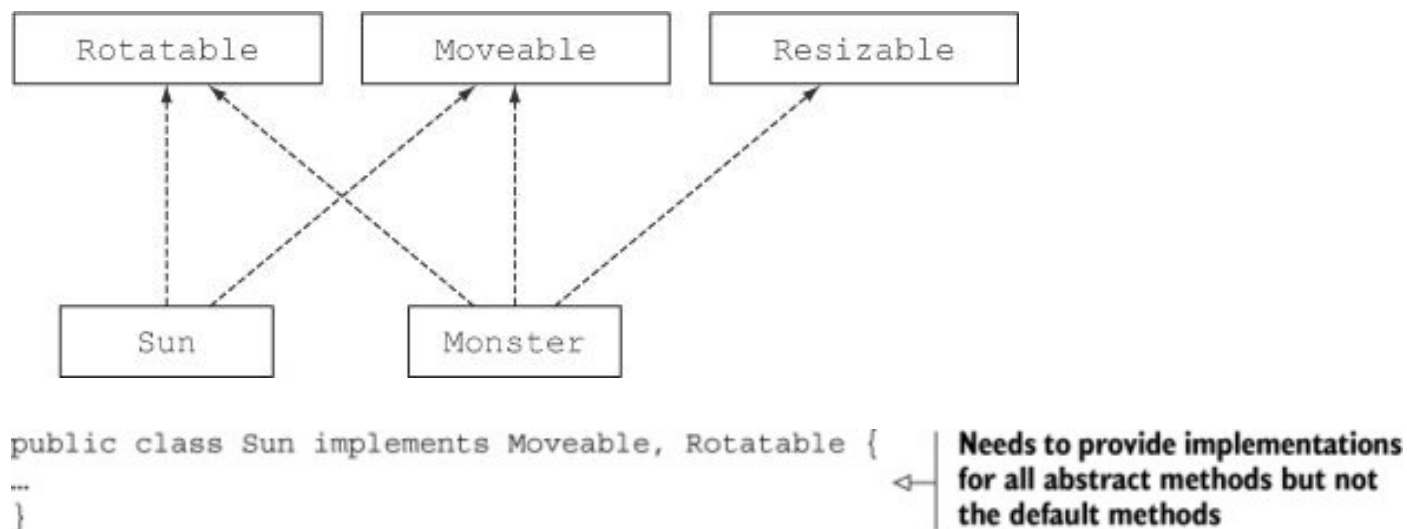 Rotatable
Moveable
Resizable
Sun
Monster
public class Sun implements Moveable, Rotatable {
…
}
Needs to provide implementations
for all abstract methods but not
the default methods